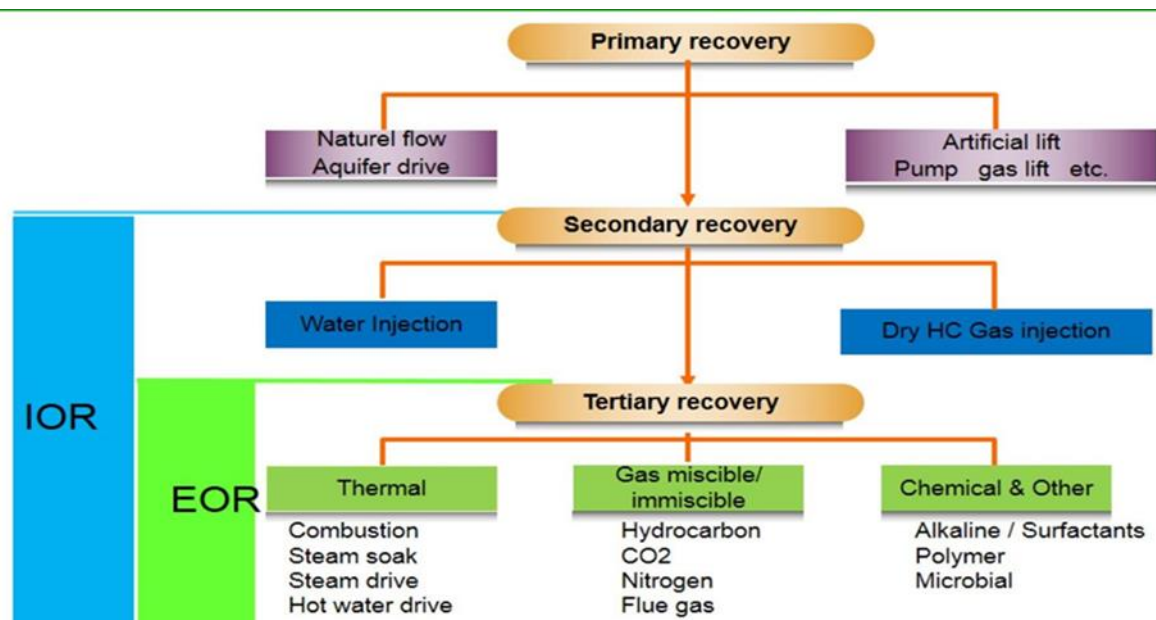 Primary recovery
Naturel flow
Aquifer drive
Artificial lift
Pump gas lift etc.
Secondary recovery
Water Injection
Dry HC Gas injection
Tertiary recovery
IOR
EOR
Thermal
Combustion
Steam soak
Steam drive
Hot water drive
Gas miscible/
immiscible
Hydrocarbon
CO2
Nitrogen
Flue gas
Chemical & Other
Alkaline / Surfactants
Polymer
Microbial